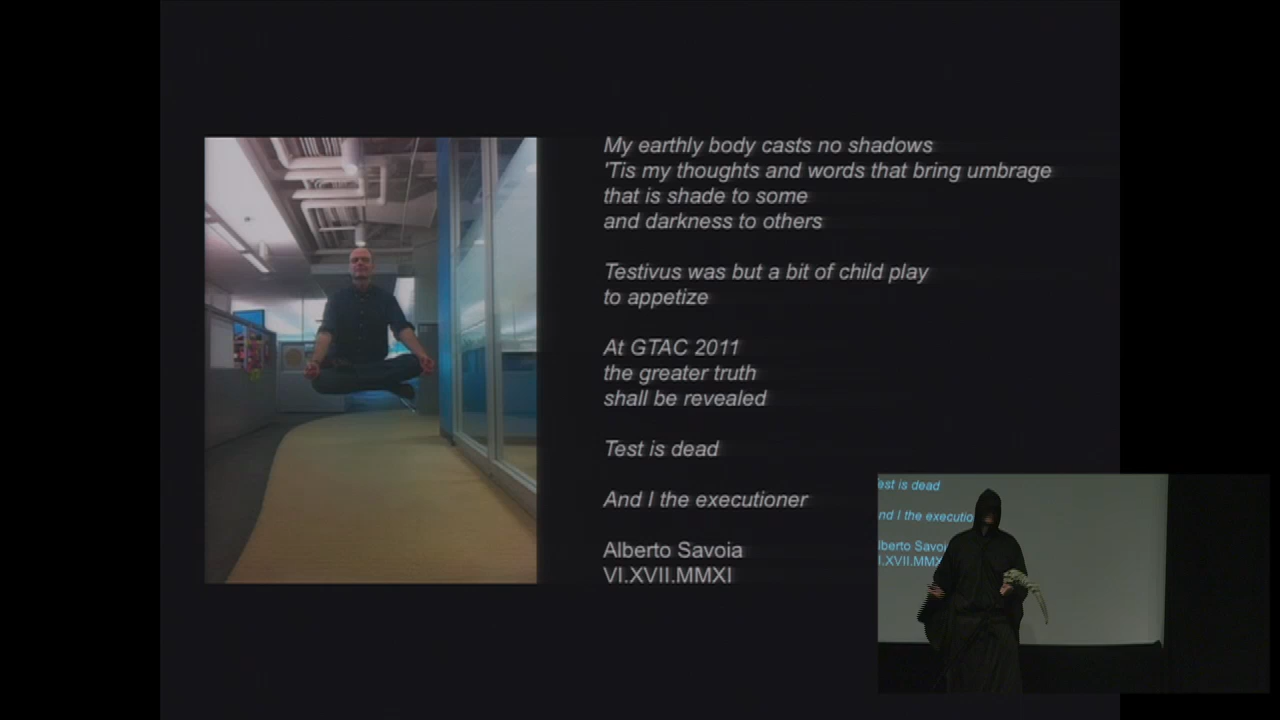 My earthly body casts no shadows
'Tis my thoughts and words that bring umbrage
that is shade to some
and darkness to others
Testivus was but a bit of child play
to appetize
At GTAC 2011
the greater truth
shall be revealed
Test is dead
And I the executioner
Alberto Savoia
VI.XVII.MMXI
est is dead
nd I the executio
lberto Savoi
I.XVII.MMX